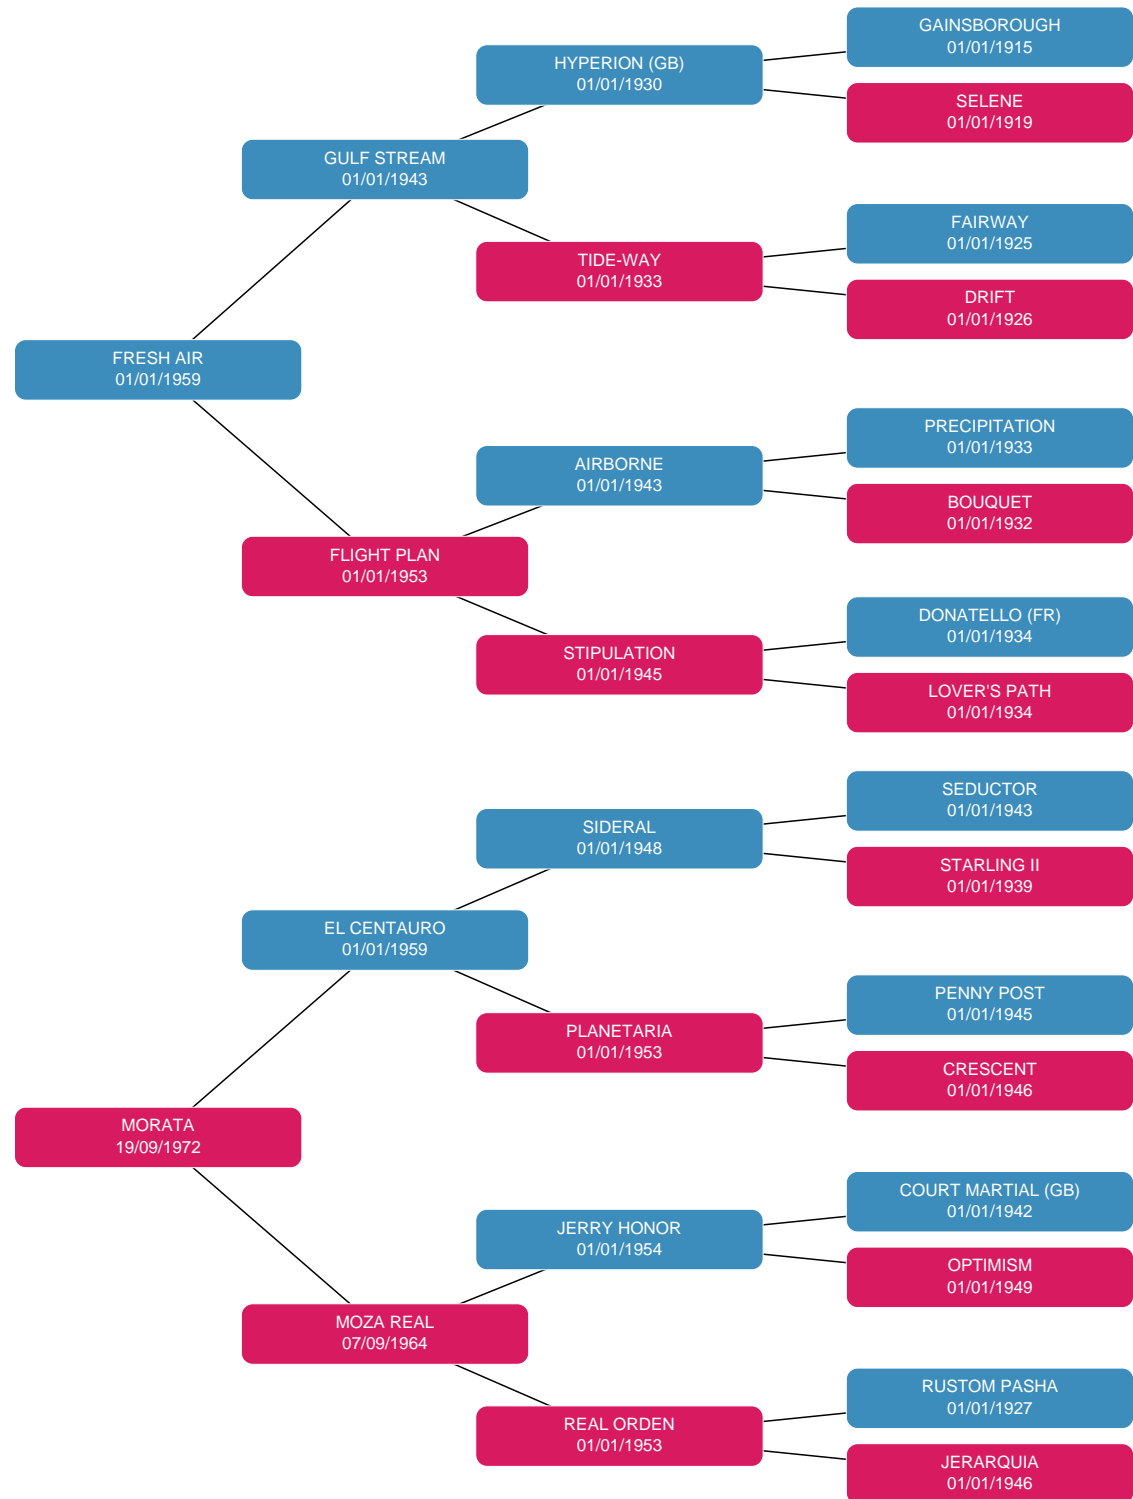 GAINSBOROUGH
01/01/1915
HYPERION (GB)
01/01/1930
SELENE
01/01/1919
GULF STREAM
01/01/1943
FAIRWAY
01/01/1925
TIDE-WAY
01/01/1933
DRIFT
01/01/1926
FRESH AIR
01/01/1959
PRECIPITATION
01/01/1933
AIRBORNE
01/01/1943
BOUQUET
01/01/1932
FLIGHT PLAN
01/01/1953
DONATELLO (FR)
01/01/1934
STIPULATION
01/01/1945
LOVER'S PATH
01/01/1934
SEDUCTOR
01/01/1943
SIDERAL
01/01/1948
STARLING II
01/01/1939
EL CENTAURO
01/01/1959
PENNY POST
01/01/1945
PLANETARIA
01/01/1953
CRESCENT
01/01/1946
MORATA
19/09/1972
COURT MARTIAL (GB)
01/01/1942
JERRY HONOR
01/01/1954
OPTIMISM
01/01/1949
MOZA REAL
07/09/1964
RUSTOM PASHA
01/01/1927
REAL ORDEN
01/01/1953
JERARQUIA
01/01/1946